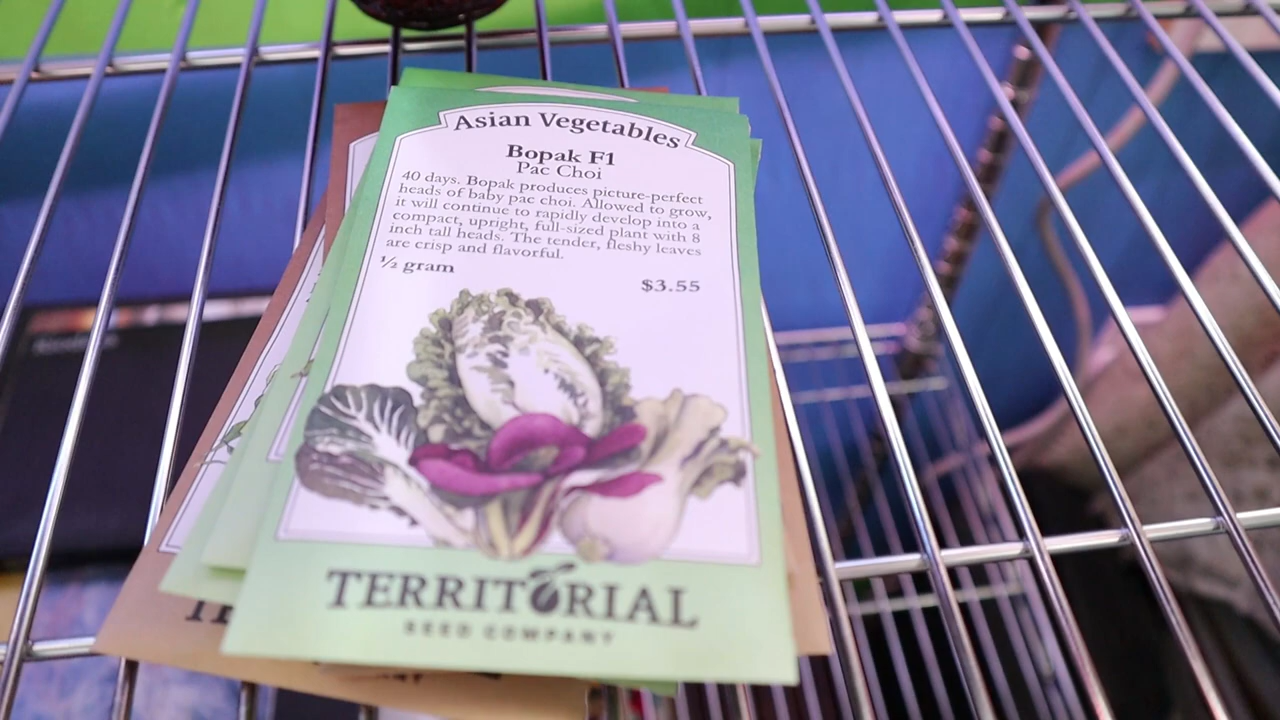 Asian Vegetables
Bopak F1
Pac Choi
40 days. Bopak produces picture-perfect
heads of baby pac choi. Allowed to grow,
it will continue to rapidly develop into a
compact, upright, full-sized plant with 8
inch tall heads. The tender, fleshy leaves
are crisp and flavorful.
½ gram
$3.55
TERRITORIAL
SEED COMPANY